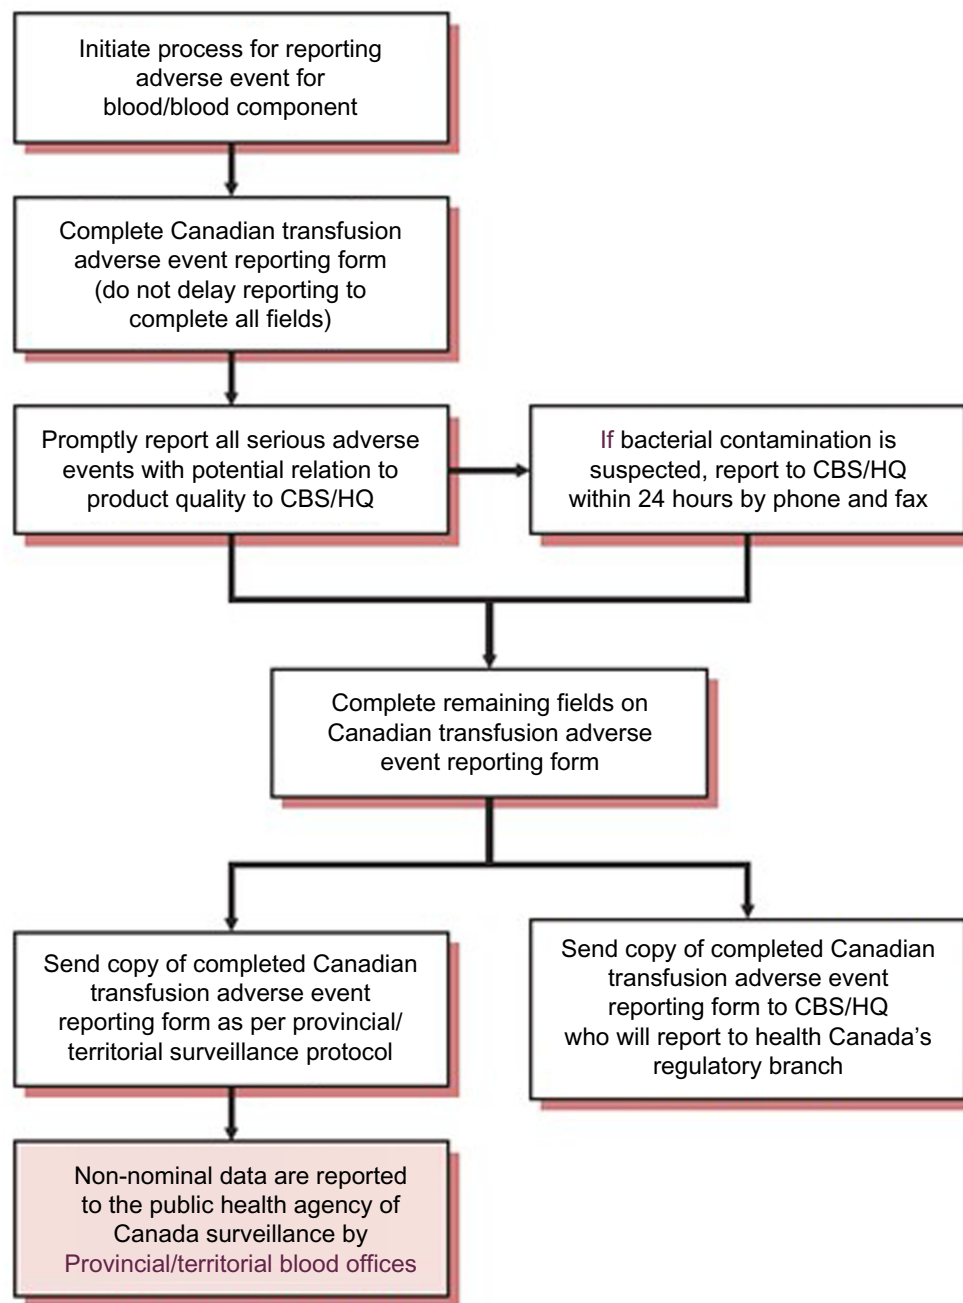 Initiate process for reporting
adverse event for
blood/blood component
Complete Canadian transfusion
adverse event reporting form
(do not delay reporting to
complete all fields)
Promptly report all serious adverse
events with potential relation to
product quality to CBS/HQ
If bacterial contamination is
suspected, report to CBS/HQ
within 24 hours by phone and fax
Complete remaining fields on
Canadian transfusion adverse
event reporting form
Send copy of completed Canadian
transfusion adverse event
reporting form as per provincial/
territorial surveillance protocol
Send copy of completed Canadian
transfusion adverse event
reporting form to CBS/HQ
who will report to health Canada’s
regulatory branch
Non-nominal data are reported
to the public health agency of
Canada surveillance by
Provincial/territorial blood offices